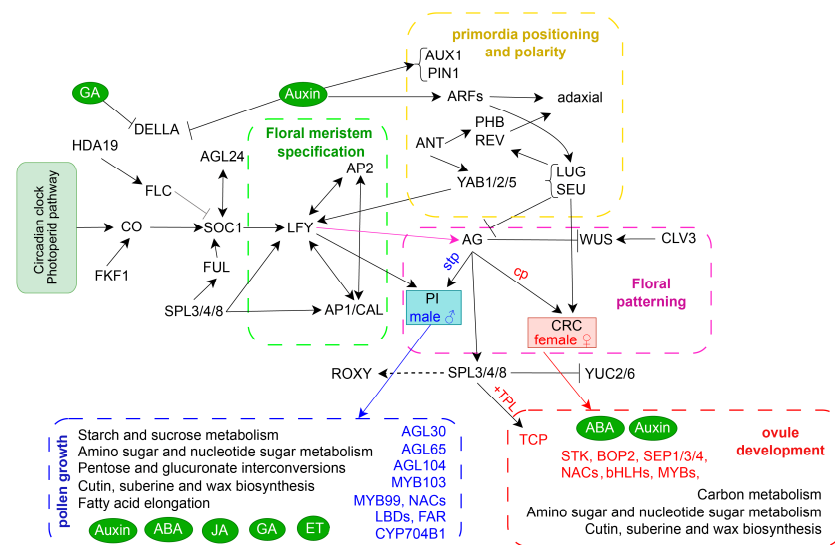 primordia positioning
and polarity
AUX1
PIN1
GA
Auxin
ARFs
adaxial
DELLA
PHB
REV
ANT
HDA19
Floral meristem
specification
AGL24
AP2
LUG
SEU
YAB1/2/5
FLC
Circadian clock
Photoperid pathway
CO
SOC1
LFY
AG
WUS
CLV3
FKF1
FUL
stp
cp
Floral
patterning
SPL3/4/8
AP1/CAL
PI
male ♂
CRC
female ♀
ROXY
SPL3/4/8
YUC2/6
+TPL
TCP
pollen growth
Starch and sucrose metabolism
Amino sugar and nucleotide sugar metabolism
Pentose and glucuronate interconversions
Cutin, suberine and wax biosynthesis
Fatty acid elongation
Auxin
ABA
JA
GA
ET
AGL30
AGL65
AGL104
MYB103
MYB99, NACs
LBDs, FAR
CYP704B1
ABA
Auxin
ovule
development
STK, BOP2, SEP1/3/4,
NACs, bHLHs, MYBs,
Carbon metabolism
Amino sugar and nucleotide sugar metabolism
Cutin, suberine and wax biosynthesis